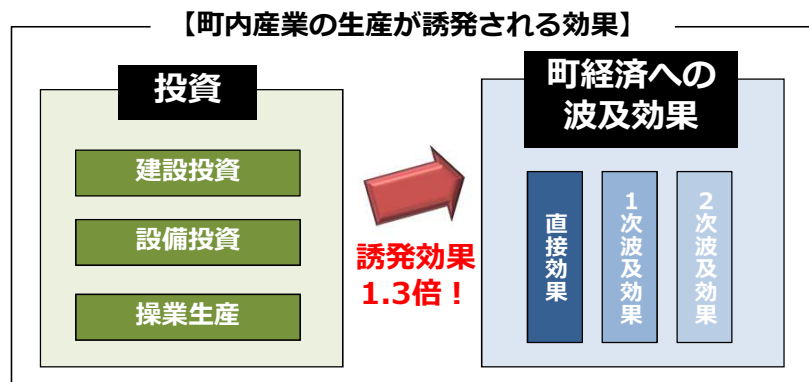 【町内産業の生産が誘発される効果】
投資
建設投資
設備投資
操業生産
誘発効果
1.3倍！
町経済への
波及効果
直接効果
1次波及効果
2次波及効果